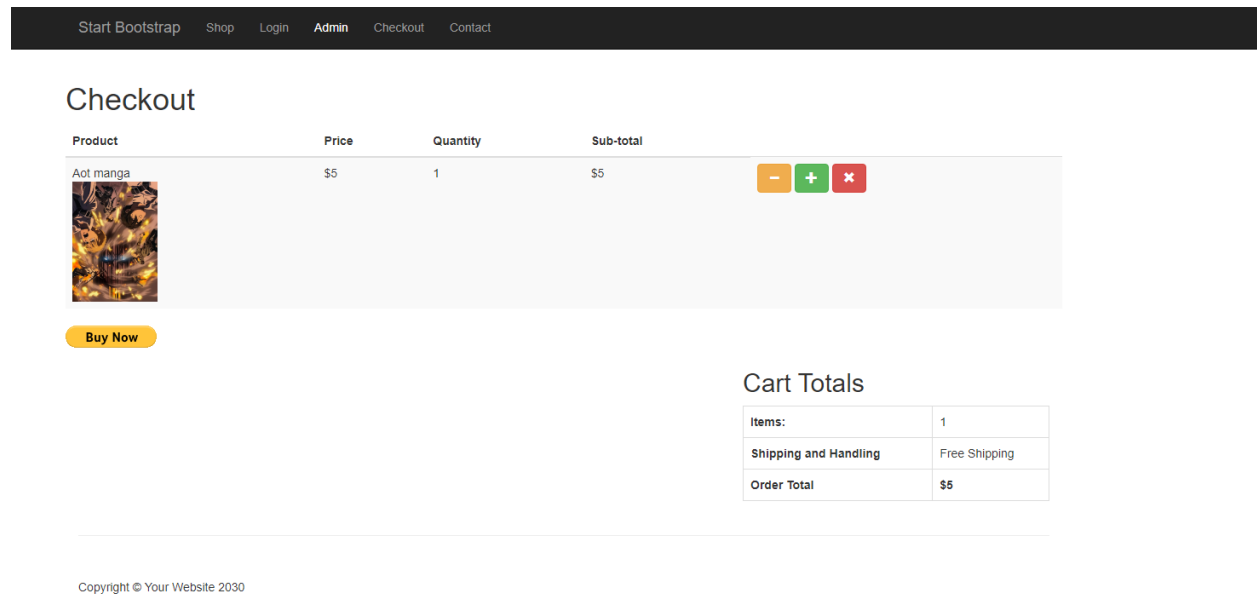 Start Bootstrap Shop Login Admin Checkout Contact
Checkout
Product Price Quantity Sub-total
Aot manga $5 1 $5
Buy Now
Cart Totals
Items: 1
Shipping and Handling Free Shipping
Order Total $5
Copyright © Your Website 2030